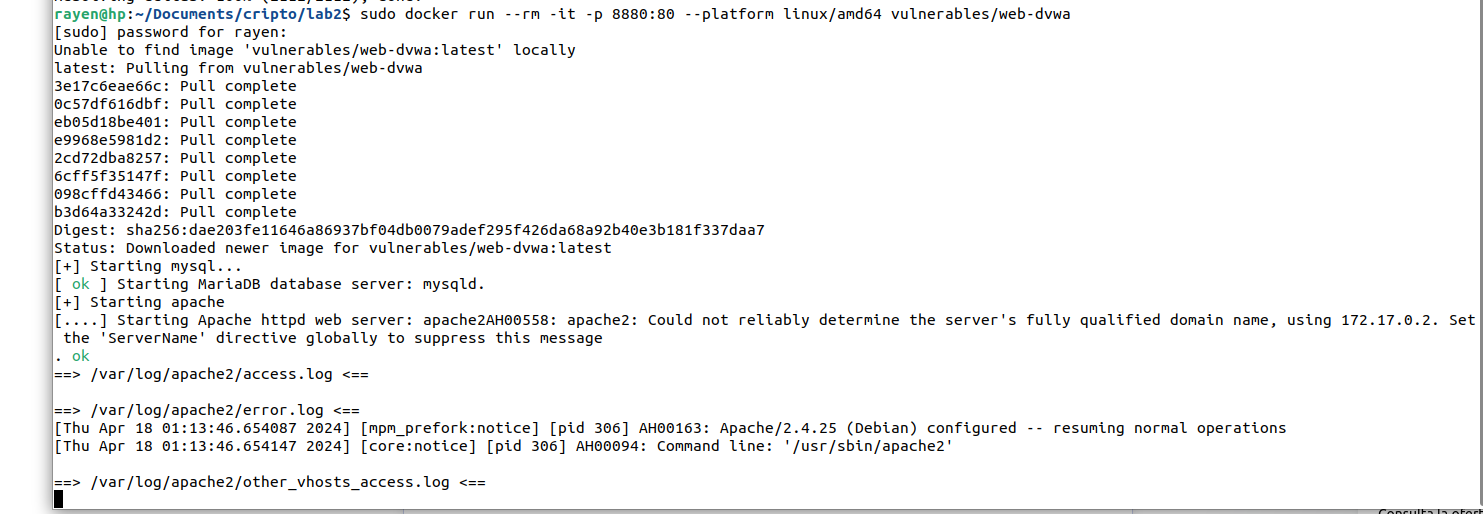 rayen@hp:~/Documents/cripto/lab2$ sudo docker run --rm -it -p 8880:80 --platform linux/amd64 vulnerables/web-dvwa
[sudo] password for rayen:
Unable to find image 'vulnerables/web-dvwa:latest' locally
latest: Pulling from vulnerables/web-dvwa
3e17c6eae66c: Pull complete
0c57df616dbf: Pull complete
eb05d18be401: Pull complete
e9968e5981d2: Pull complete
2cd72dba8257: Pull complete
6cff5f35147f: Pull complete
098cffd43466: Pull complete
b3d64a33242d: Pull complete
Digest: sha256:dae203fe11646a86937bf04db0079adef295f426da68a92b40e3b181f337daa7
Status: Downloaded newer image for vulnerables/web-dvwa:latest
[+] Starting mysql...
[ ok ] Starting MariaDB database server: mysqld.
[+] Starting apache
[....] Starting Apache httpd web server: apache2AH00558: apache2: Could not reliably determine the server's fully qualified domain name, using 172.17.0.2. Set
the 'ServerName' directive globally to suppress this message
. ok
==> /var/log/apache2/access.log <==
==> /var/log/apache2/error.log <==
[Thu Apr 18 01:13:46.654087 2024] [mpm_prefork:notice] [pid 306] AH00163: Apache/2.4.25 (Debian) configured -- resuming normal operations
[Thu Apr 18 01:13:46.654147 2024] [core:notice] [pid 306] AH00094: Command line: '/usr/sbin/apache2'
==> /var/log/apache2/other_vhosts_access.log <==